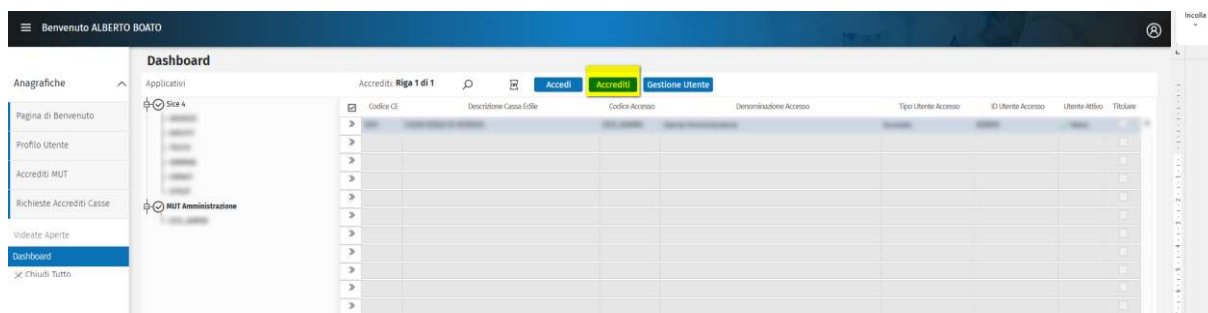 Benvenuto ALBERTO BOATO
incolla
Dashboard
Anagrafiche
Applicativi
Accrediti: Riga 1 di 1
Accedi
Accrediti
Gestione Utente
Sice 4
Codice CE
Descrizione Cassa Edile
Codice Accesso
Denominazione Accesso
Tipo Utente Accesso
ID Utente Accesso
Utente Attivo
Titolare
Pagina di Benvenuto
Profilo Utente
Accrediti MUT
Richieste Accrediti Casse
MUT Amministrazione
Videate Aperte
Dashboard
Chiudi Tutto